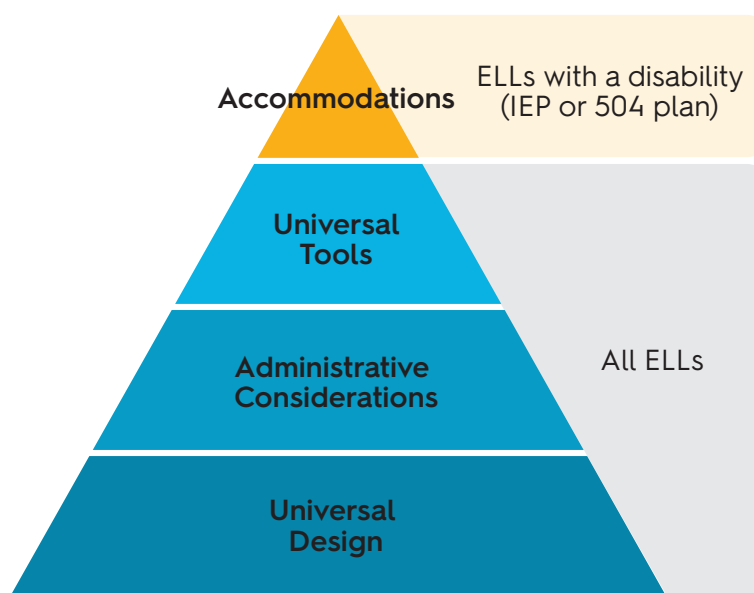 Accommodations
ELLs with a disability
(IEP or 504 plan)
Universal
Tools
Administrative
Considerations
All ELLs
Universal
Design